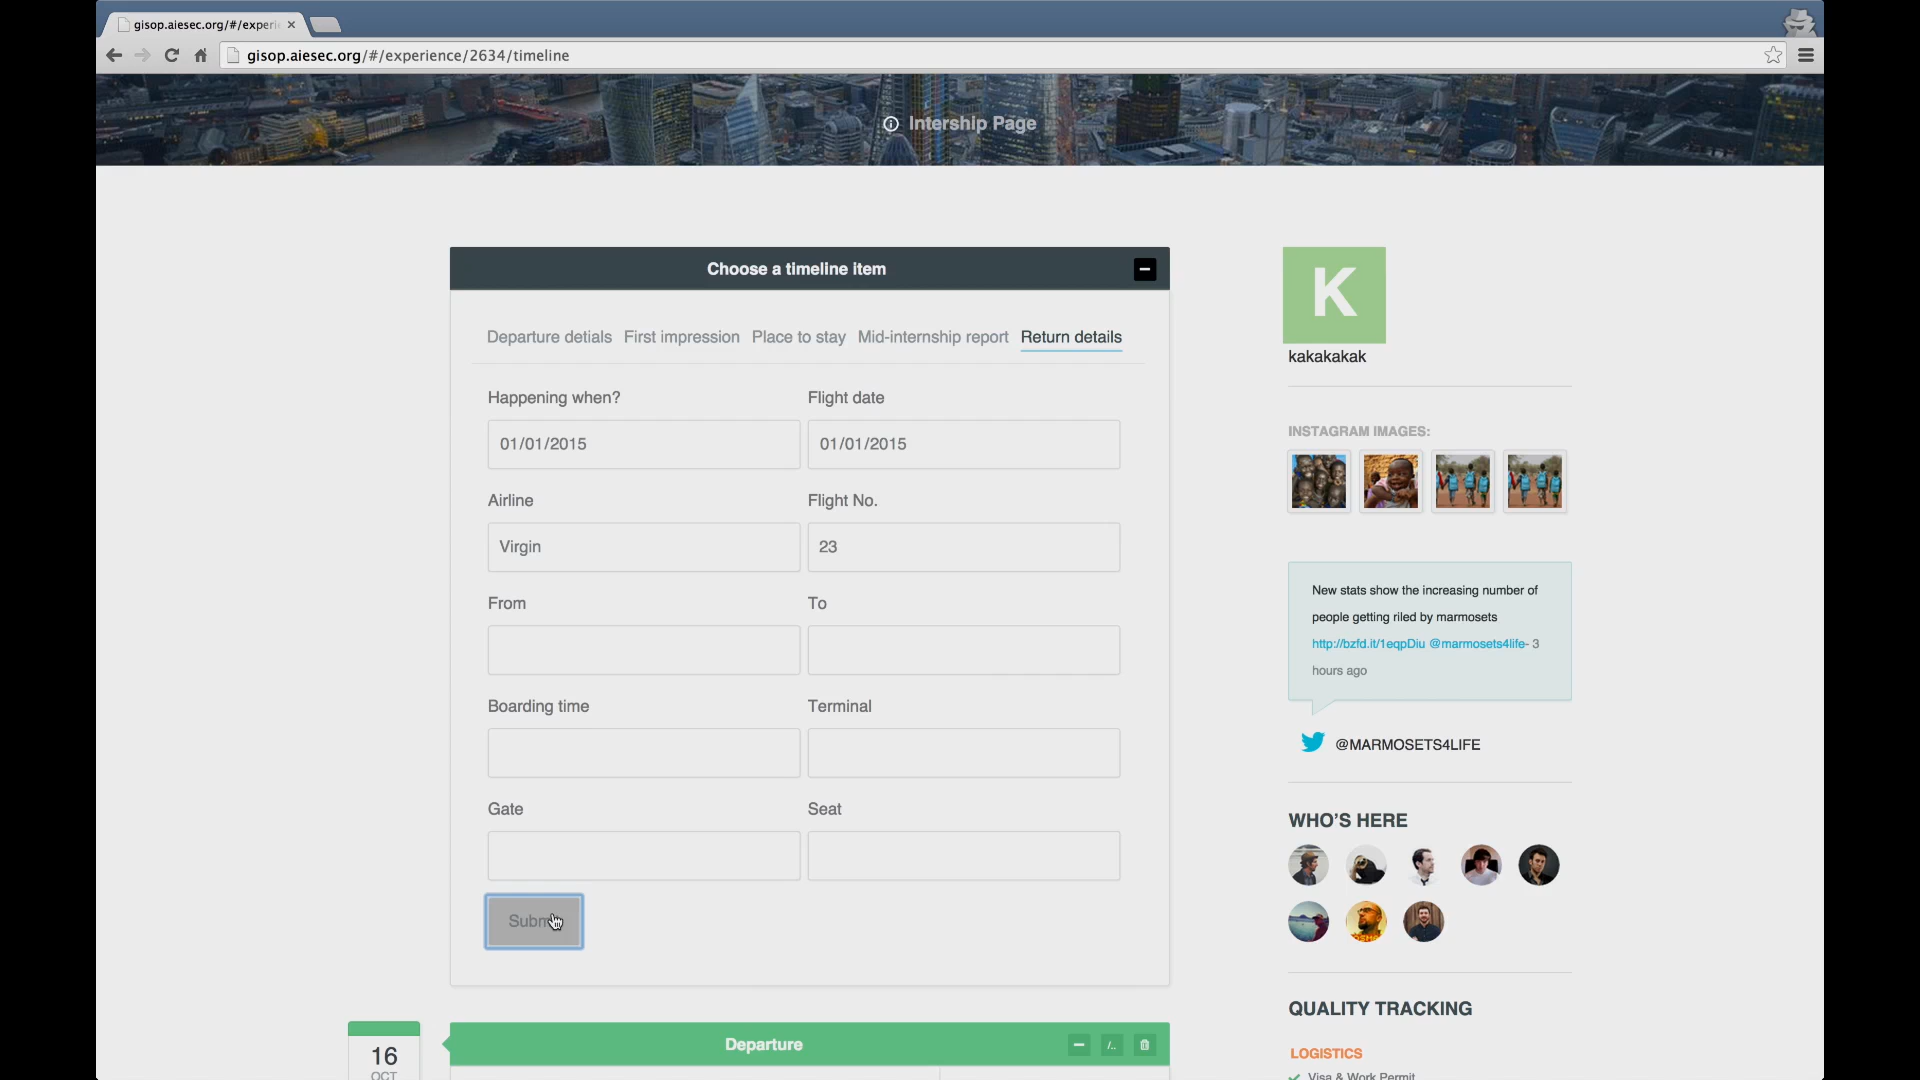 gisop.aiesec.org/#/experi
gisop.aiesec.org/#/experience/2634/timeline
Intership Page
Choose a timeline item
Departure detials First impression Place to stay Mid-internship report Return details
Happening when? Flight date
01/01/2015 01/01/2015
Airline Flight No.
Virgin 23
From To
Boarding time Terminal
Gate Seat
Subm
16
OCT
Departure
/..
K
kakakakak
INSTAGRAM IMAGES:
New stats show the increasing number of
people getting riled by marmosets
http://bzfd.it/1eqpDiu @marmosets4life- 3
hours ago
@MARMOSETS4LIFE
WHO'S HERE
QUALITY TRACKING
LOGISTICS
Visa & Work Permit